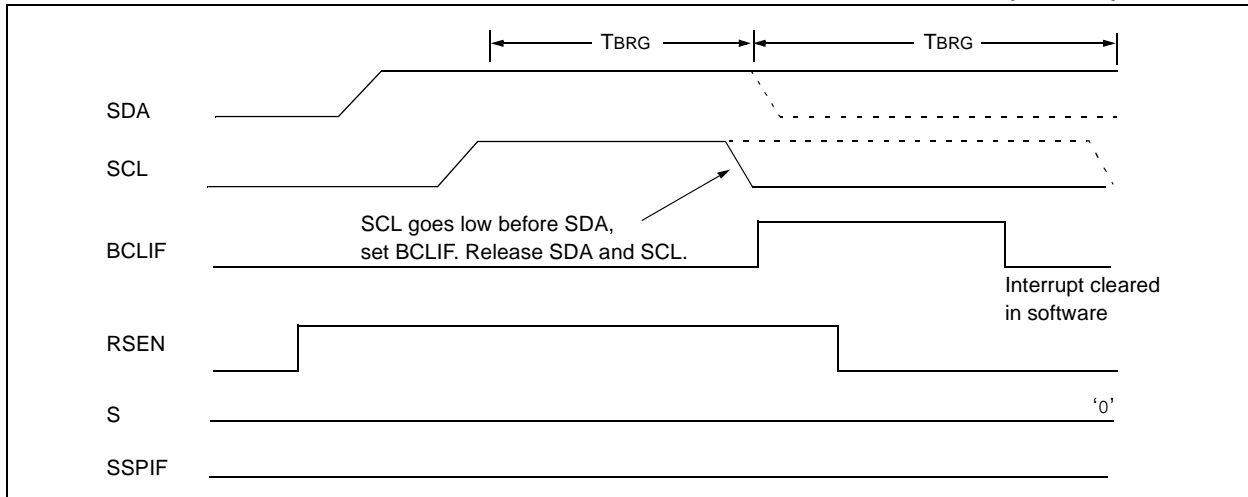 TBRG TBRG
SDA
SCL
SCL goes low before SDA,
set BCLIF. Release SDA and SCL.
BCLIF
Interrupt cleared
in software
RSEN
S
‘0’
SSPIF